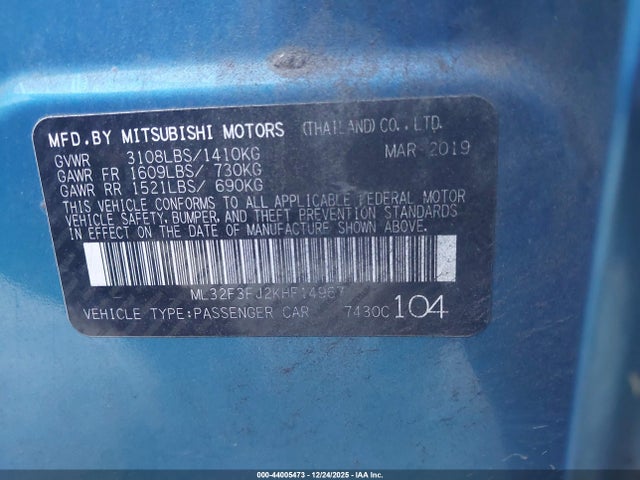 MFD.BY MITSUBISHI MOTORS (THAILAND)CO.,LTD.
GVWR 3108LBS/1410KG MAR 2019
GAWR FR 1609LBS/ 730KG
GAWR RR 1521LBS/ 690KG
THIS VEHICLE CONFORMS TO ALL APPLICABLE FEDERAL MOTOR
VEHICLE SAFETY, BUMPER, AND THEFT PREVENTION STANDARDS
IN EFFECT ON THE DATE OF MANUFACTURE SHOWN ABOVE.
ML32F3FJ2KHF14967
VEHICLE TYPE:PASSENGER CAR 7430C 104
000-44005473 - 12/24/2025 - IAA Inc.